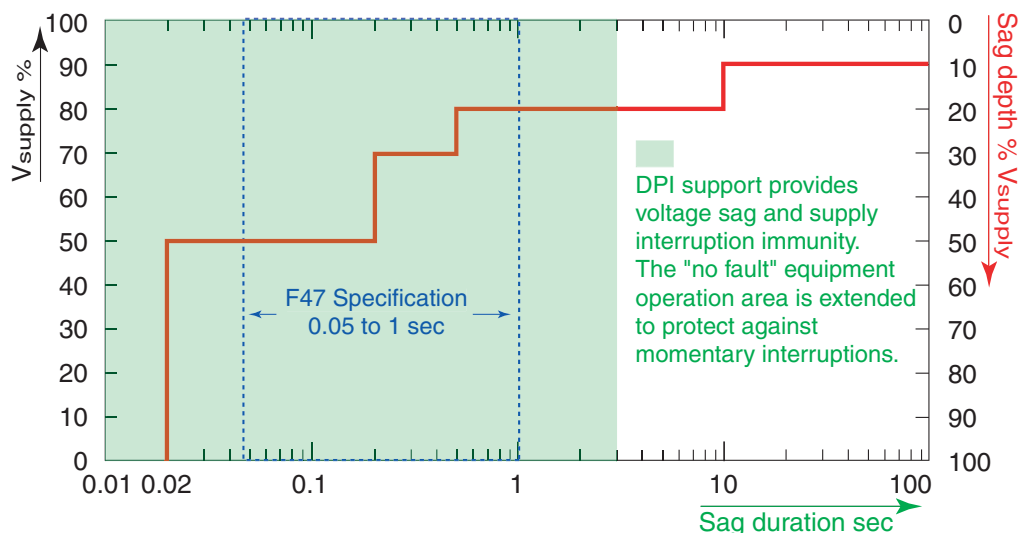 Vsupply %
100
90
80
70
60
50
40
30
20
10
0
0.01
0.02
0.1
1
10
100
Sag duration sec
F47 Specification
0.05 to 1 sec
DPI support provides
voltage sag and supply
interruption immunity.
The "no fault" equipment
operation area is extended
to protect against
momentary interruptions.
0
10
20
30
40
50
60
70
80
90
100
Sag depth % Vsupply